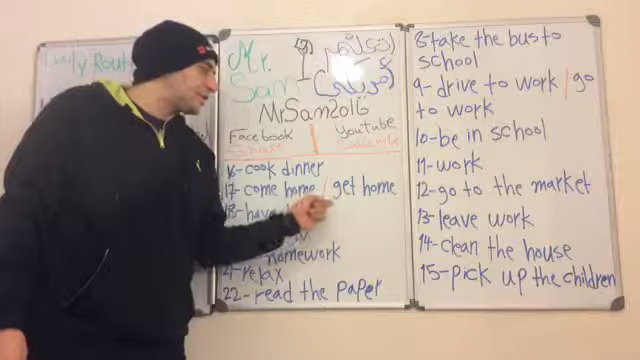 Daily Rout
Mr.
Sam
MrSam2016
Facebook
Share
Youtube
Subscribe
16-cook dinner
17-come home / get home
18-hav
homework
21-relax
22-read the paper
8-take the bus to
school
9-drive to work / go
to work
10-be in school
11-work
12-go to the market
13-leave work
14-clean the house
15-pick up the children